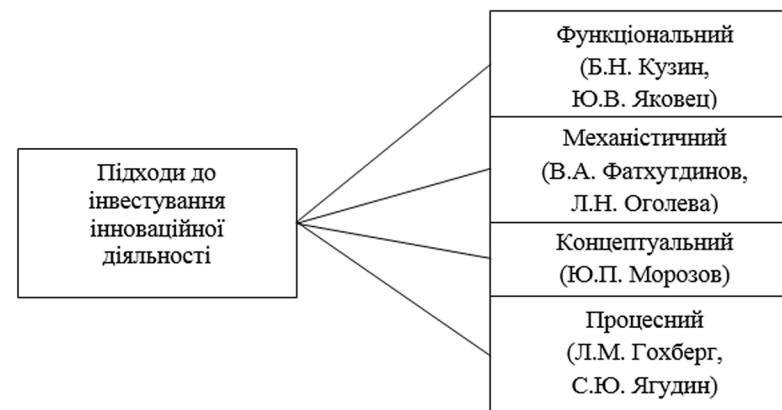 Підходи до
інвестування
інноваційної
діяльності
Функціональний
(Б.Н. Кузин,
Ю.В. Яковец)
Механістичний
(В.А. Фатхутдинов,
Л.Н. Оголева)
Концептуальний
(Ю.П. Морозов)
Процесний
(Л.М. Гохберг,
С.Ю. Ягудин)